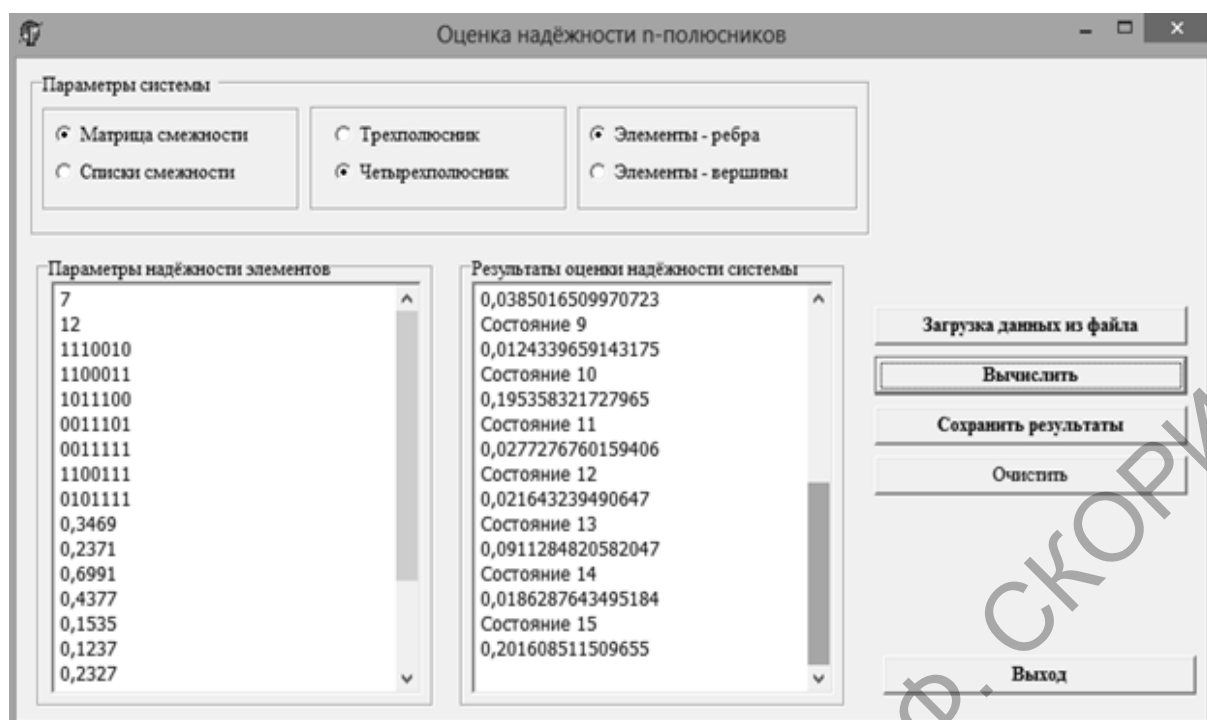 Оценка надёжности n-полюсников
Параметры системы
Матрица смежности
Списки смежности
Трехполюсник
Четырехполюсник
Элементы - ребра
Элементы - вершины
Параметры надёжности элементов
7
12
1110010
1100011
1011100
0011101
0011111
1100111
0101111
0,3469
0,2371
0,6991
0,4377
0,1535
0,1237
0,2327
Результаты оценки надёжности системы
0,0385016509970723
Состояние 9
0,0124339659143175
Состояние 10
0,195358321727965
Состояние 11
0,0277276760159406
Состояние 12
0,021643239490647
Состояние 13
0,0911284820582047
Состояние 14
0,0186287643495184
Состояние 15
0,201608511509655
Загрузка данных из файла
Вычислить
Сохранить результаты
Очистить
Выход
Ф. СКОРИ